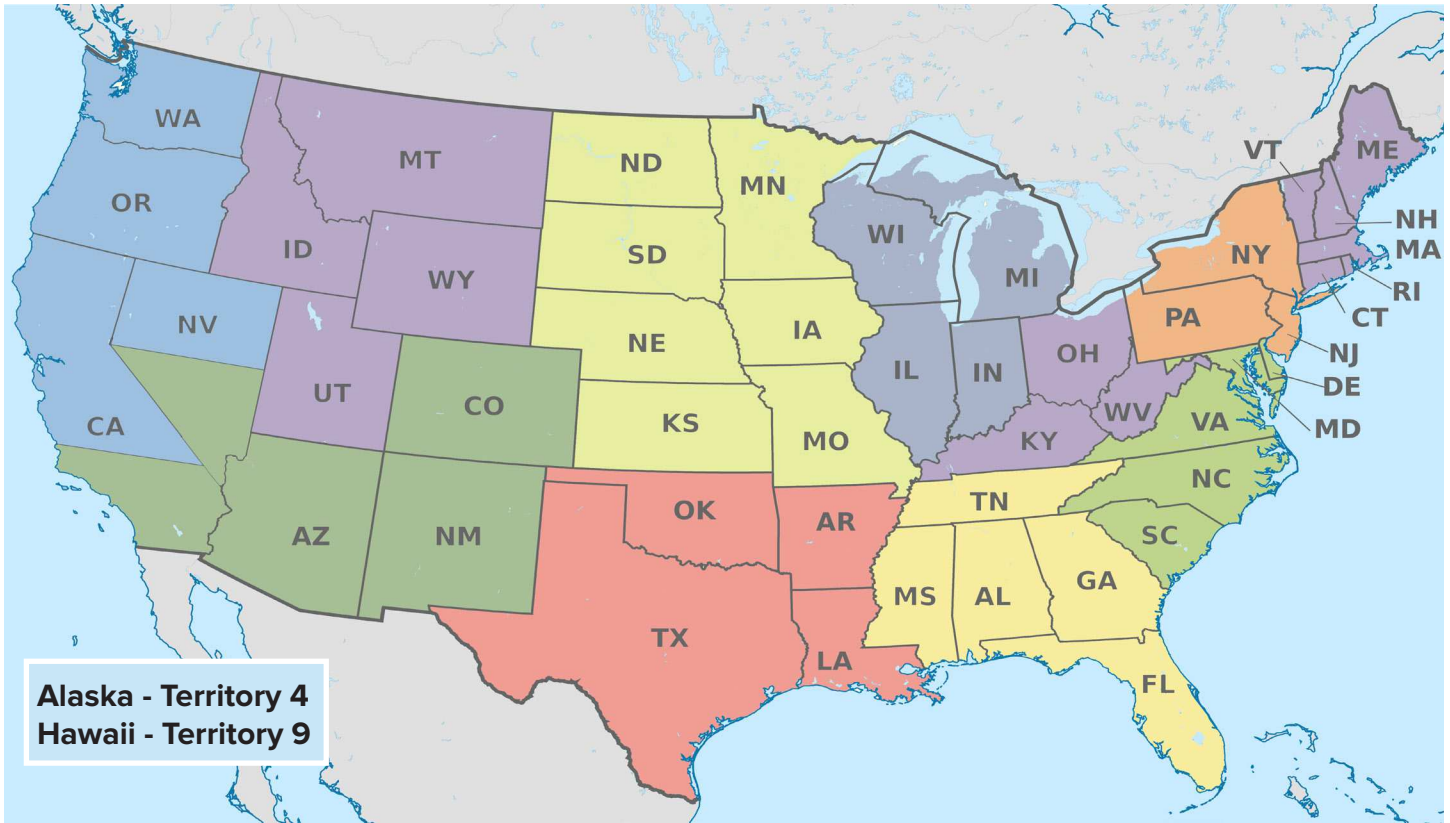 WA
OR
CA
NV
ID
MT
WY
UT
CO
AZ
NM
ND
SD
NE
KS
MN
IA
MO
OK
AR
TX
LA
WI
MI
IL
IN
OH
KY
WV
TN
MS
AL
GA
FL
SC
NC
VA
PA
NY
VT
ME
NH
MA
RI
CT
NJ
DE
MD
Alaska - Territory 4
Hawaii - Territory 9